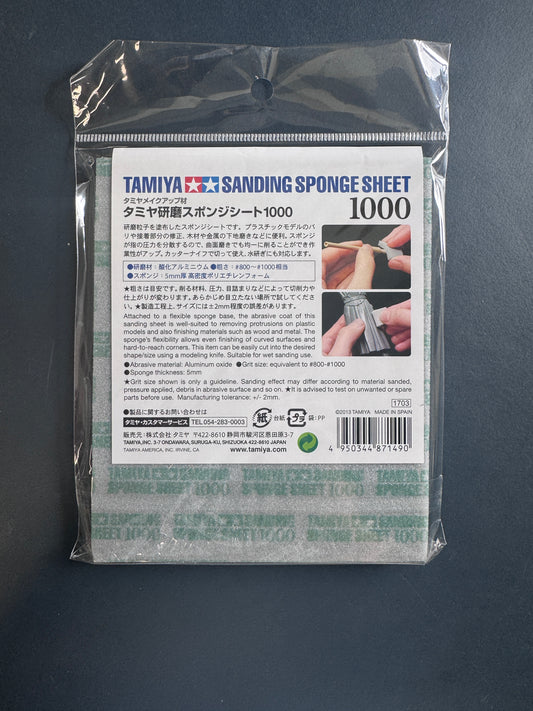 TAMIYA SANDING SPONGE SHEET
タミヤメイクアップ材
タミヤ研磨スポンジシート1000
1000
研磨粒子を塗布したスポンジシートです。プラスチックモデルのバ
リや接着部分の修正、木材や金属の下地磨きなどに便利。スポンジ
が指の圧力を分散するので、曲面磨きでも均一に削ることができ作
業性がアップ。カッターナイフで切って使え、水研ぎにも対応します。
●研磨材：酸化アルミニウム ●粗さ：#800~#1000相当
●スポンジ：5mm厚 高密度ポリエチレンフォーム
★粗さは目安です。削る材料、圧力、目詰まりなどによって切削力や
仕上がりが変わります。あらかじめ目立たない場所で試してくださ
い。★製造工程上、サイズには±2mm程度の誤差があります。
Attached to a flexible sponge base, the abrasive coat of this
sanding sheet is well-suited to removing protrusions on plastic
models and also finishing materials such as wood and metal. The
sponge's flexibility allows even finishing of curved surfaces and
hard-to-reach corners. This item can be easily cut into the desired
shape/size using a modeling knife. Suitable for wet sanding use.
●Abrasive material: Aluminum oxide ●Grit size: equivalent to #800-#1000
●Sponge thickness: 5mm
★Grit size shown is only a guideline. Sanding effect may differ according to material sanded,
pressure applied, debris in abrasive surface and so on. ★It is advised to test on unwanted or spare
parts before use. Manufacturing tolerance: +/- 2mm.
1703
●製品に関するお問い合わせは
タミヤ・カスタマーサービス TEL054-283-0003
紙 台紙 プラ 袋：PP
©2013 TAMIYA MADE IN SPAIN
販売元：株式会社 タミヤ 〒422-8610 静岡市駿河区恩田原3-7
TAMIYA,INC. 3-7 ONDAWARA, SURUGA-KU, SHIZUOKA 422-8610 JAPAN
TAMIYA AMERICA, INC. IRVINE, CA
www.tamiya.com
4 950344 871490
TAMIYA SANDING
SPONGE SHEET 1000
TAMIYA SANDING
SPONGE SHEET 1000